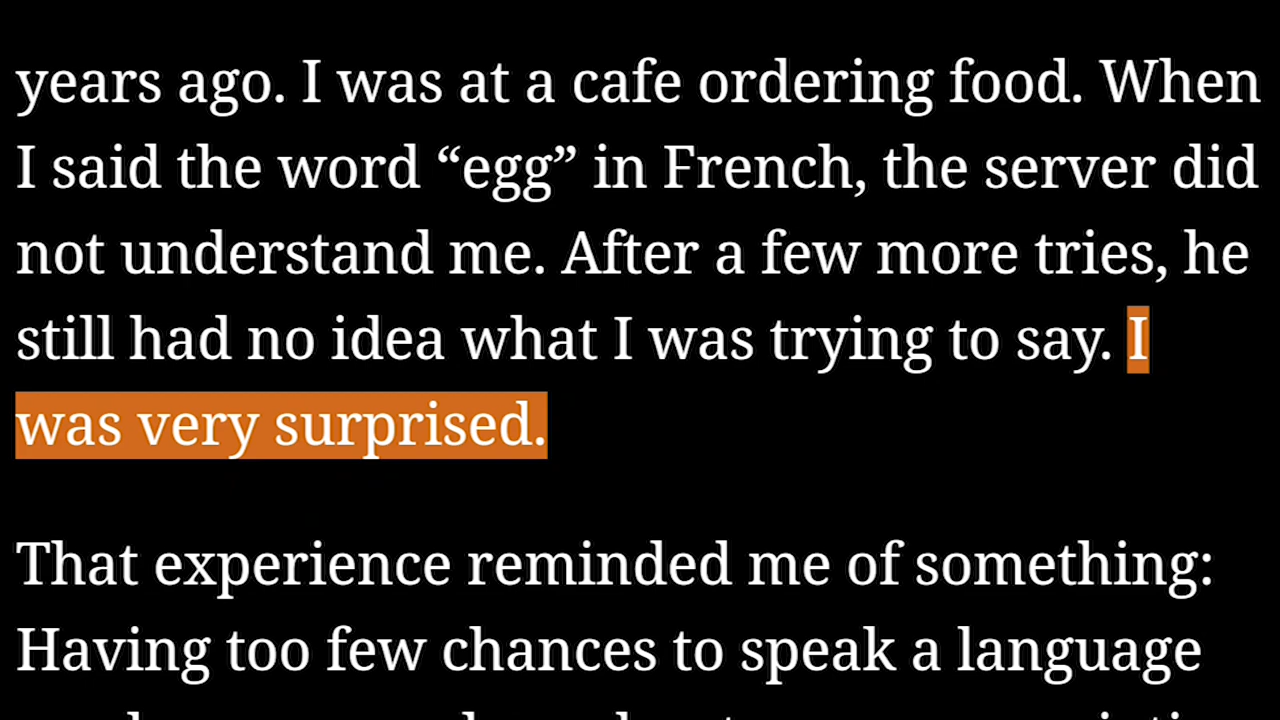 years ago. I was at a cafe ordering food. When
I said the word “egg” in French, the server did
not understand me. After a few more tries, he
still had no idea what I was trying to say. I
was very surprised.
That experience reminded me of something:
Having too few chances to speak a language